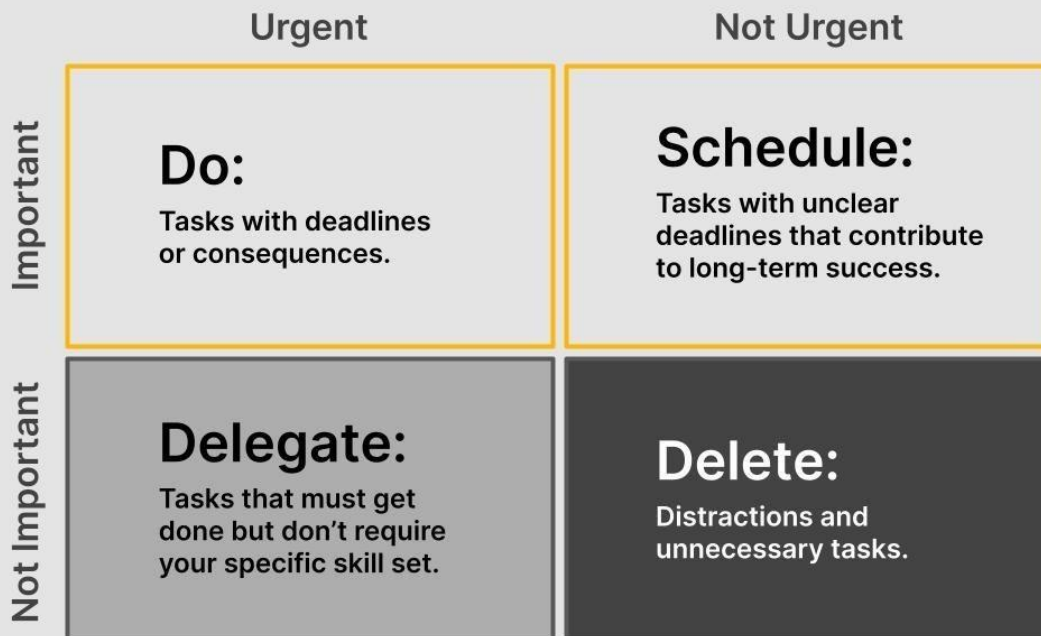 Urgent
Not Urgent
Important
Do:
Tasks with deadlines
or consequences.
Schedule:
Tasks with unclear
deadlines that contribute
to long-term success.
Not Important
Delegate:
Tasks that must get
done but don’t require
your specific skill set.
Delete:
Distractions and
unnecessary tasks.